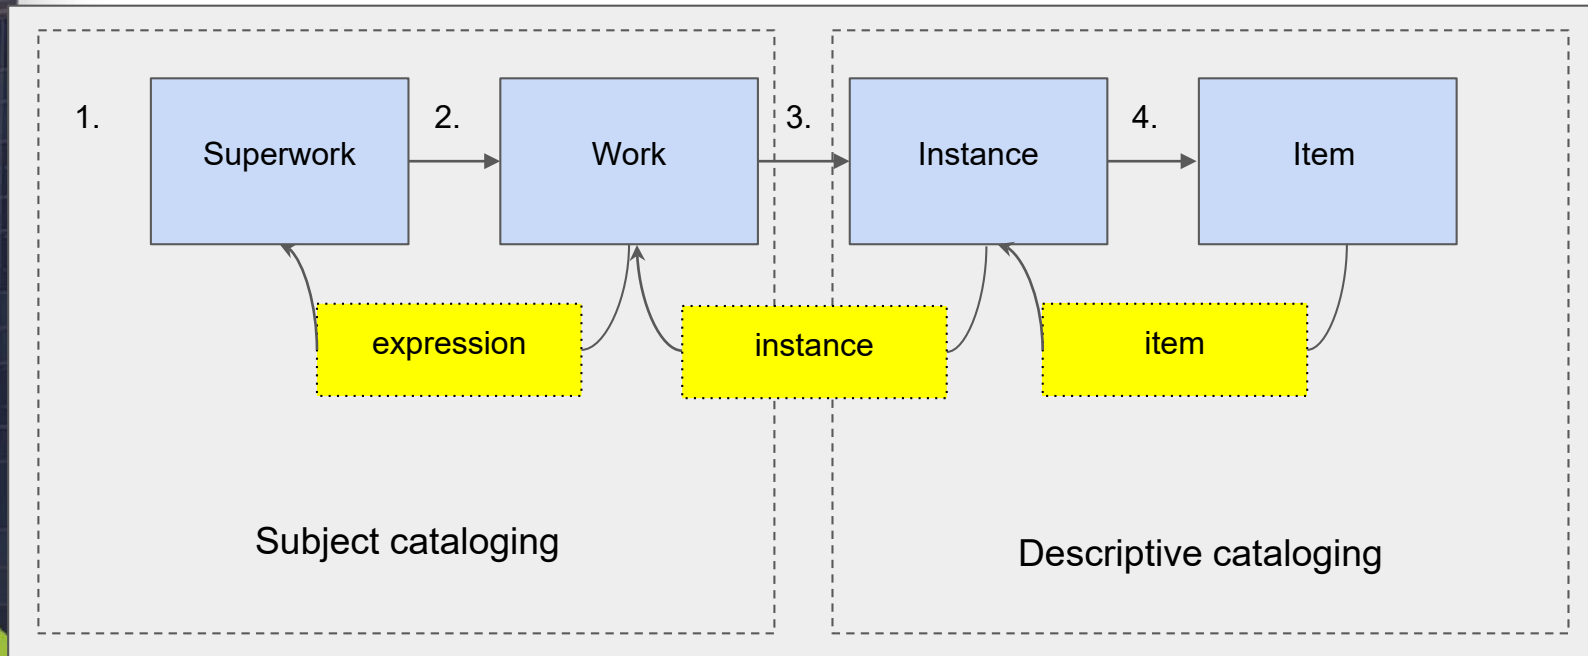 1.
Superwork
2.
Work
3.
Instance
4.
Item
expression
instance
item
Subject cataloging
Descriptive cataloging